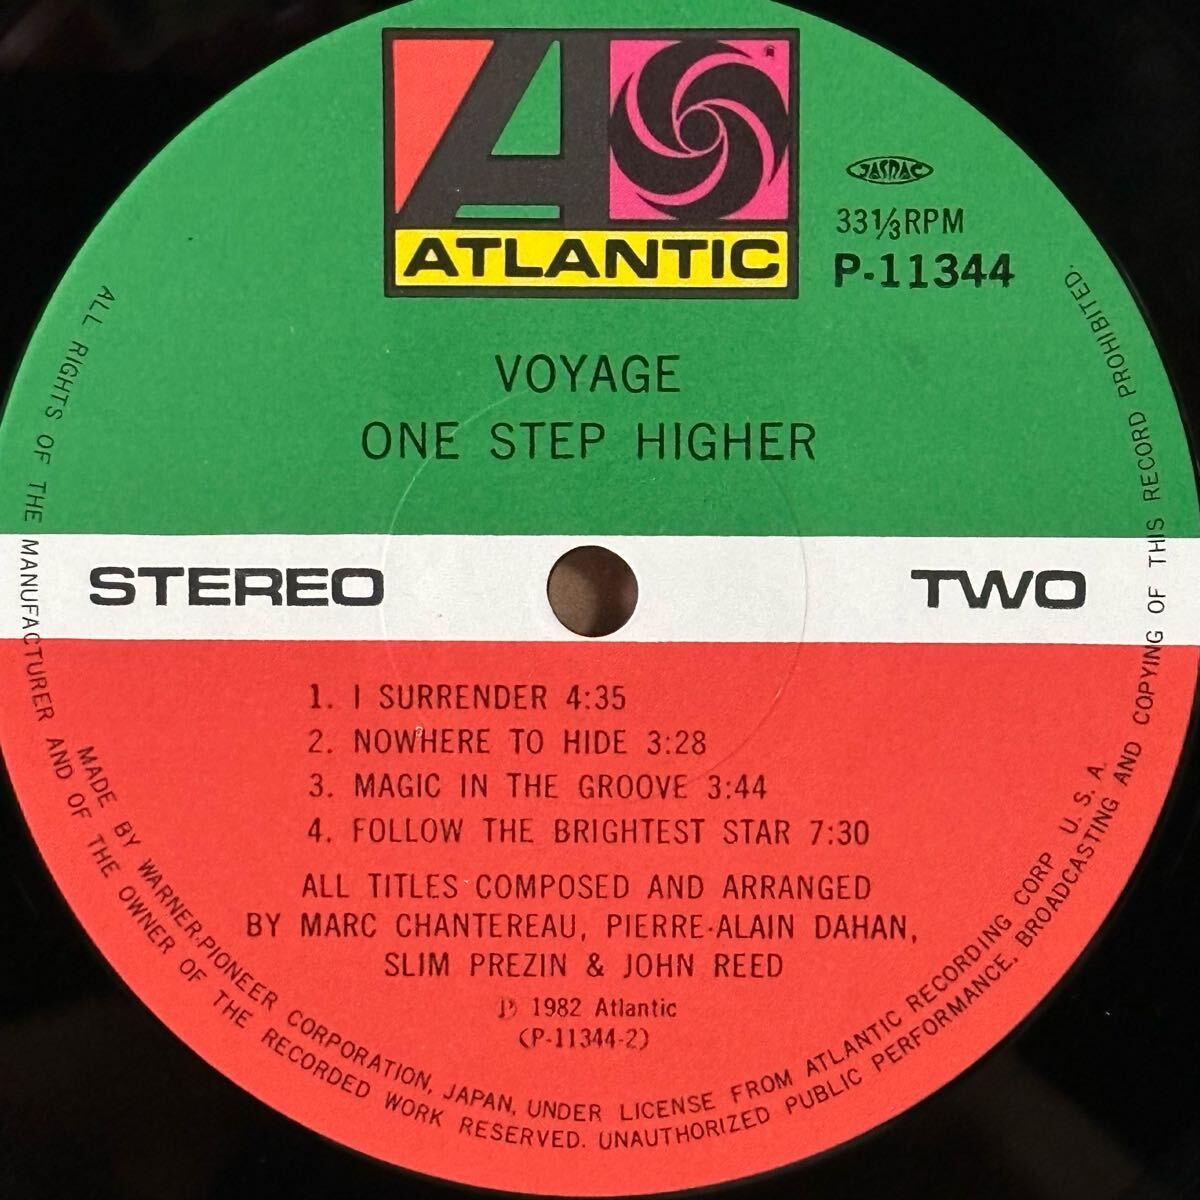 ATLANTIC
JASRAC
33 1/3 RPM
P-11344
VOYAGE
ONE STEP HIGHER
STEREO
TWO
1. I SURRENDER 4:35
2. NOWHERE TO HIDE 3:28
3. MAGIC IN THE GROOVE 3:44
4. FOLLOW THE BRIGHTEST STAR 7:30
ALL TITLES COMPOSED AND ARRANGED
BY MARC CHANTEREAU, PIERRE-ALAIN DAHAN,
SLIM PREZIN & JOHN REED
℗ 1982 Atlantic
(P-11344-2)
MADE BY WARNER-PIONEER CORPORATION, JAPAN, UNDER LICENSE FROM ATLANTIC RECORDING CORP U. S. A.
ALL RIGHTS OF THE MANUFACTURER AND OF THE OWNER OF THE RECORDED WORK RESERVED. UNAUTHORIZED PUBLIC PERFORMANCE, BROADCASTING AND COPYING OF THIS RECORD PROHIBITED.